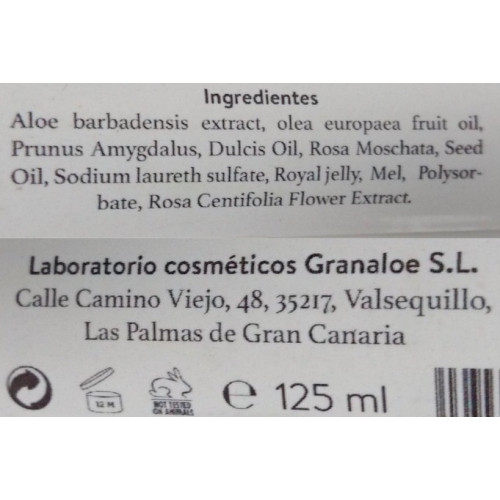 Ingredientes
Aloe barbadensis extract, olea europaea fruit oil,
Prunus Amygdalus, Dulcis Oil, Rosa Moschata, Seed
Oil, Sodium laureth sulfate, Royal jelly, Mel, Polysor-
bate, Rosa Centifolia Flower Extract.
Laboratorio cosméticos Granaloe S.L.
Calle Camino Viejo, 48, 35217, Valsequillo,
Las Palmas de Gran Canaria
12 M
NOT TESTED
ON ANIMALS
℮ 125 ml